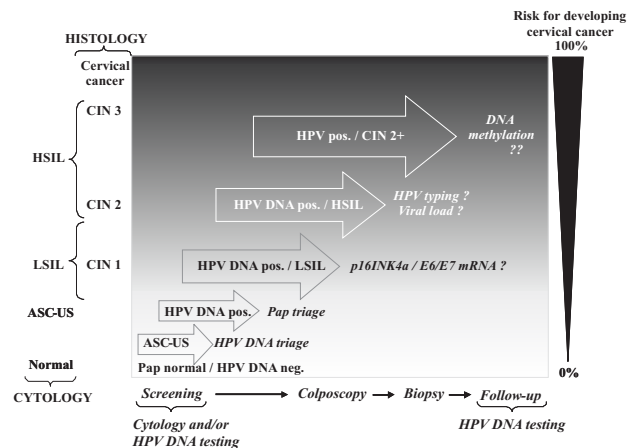 Risk for developing
cervical cancer
100%
HISTOLOGY
Cervical
cancer
CIN 3
HPV pos. / CIN 2+
DNA
methylation
??
HSIL
CIN 2
HPV DNA pos. / HSIL
HPV typing ?
Viral load ?
LSIL
CIN 1
HPV DNA pos. / LSIL
p16INK4a / E6/E7 mRNA ?
ASC-US
HPV DNA pos.
Pap triage
ASC-US
HPV DNA triage
Normal
Pap normal / HPV DNA neg.
0%
CYTOLOGY
Screening
Colposcopy
Biopsy
Follow-up
Cytology and/or
HPV DNA testing
HPV DNA testing